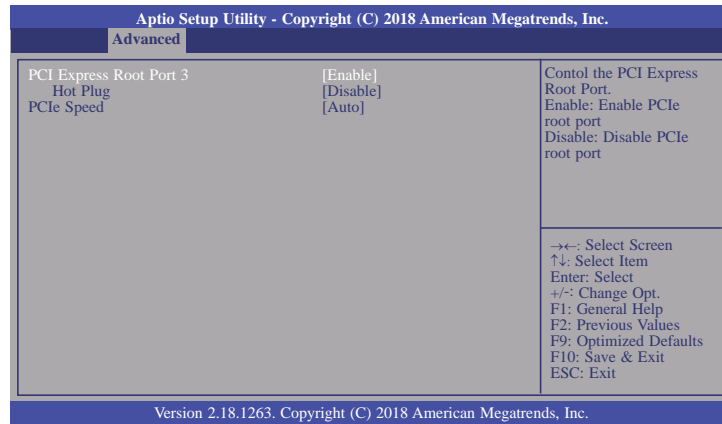 Aptio Setup Utility - Copyright (C) 2018 American Megatrends, Inc.
Advanced
PCI Express Root Port 3 [Enable]
Hot Plug [Disable]
PCIe Speed [Auto]
Contol the PCI Express
Root Port.
Enable: Enable PCIe
root port
Disable: Disable PCIe
root port
→←: Select Screen
↑↓: Select Item
Enter: Select
+/-: Change Opt.
F1: General Help
F2: Previous Values
F9: Optimized Defaults
F10: Save & Exit
ESC: Exit
Version 2.18.1263. Copyright (C) 2018 American Megatrends, Inc.